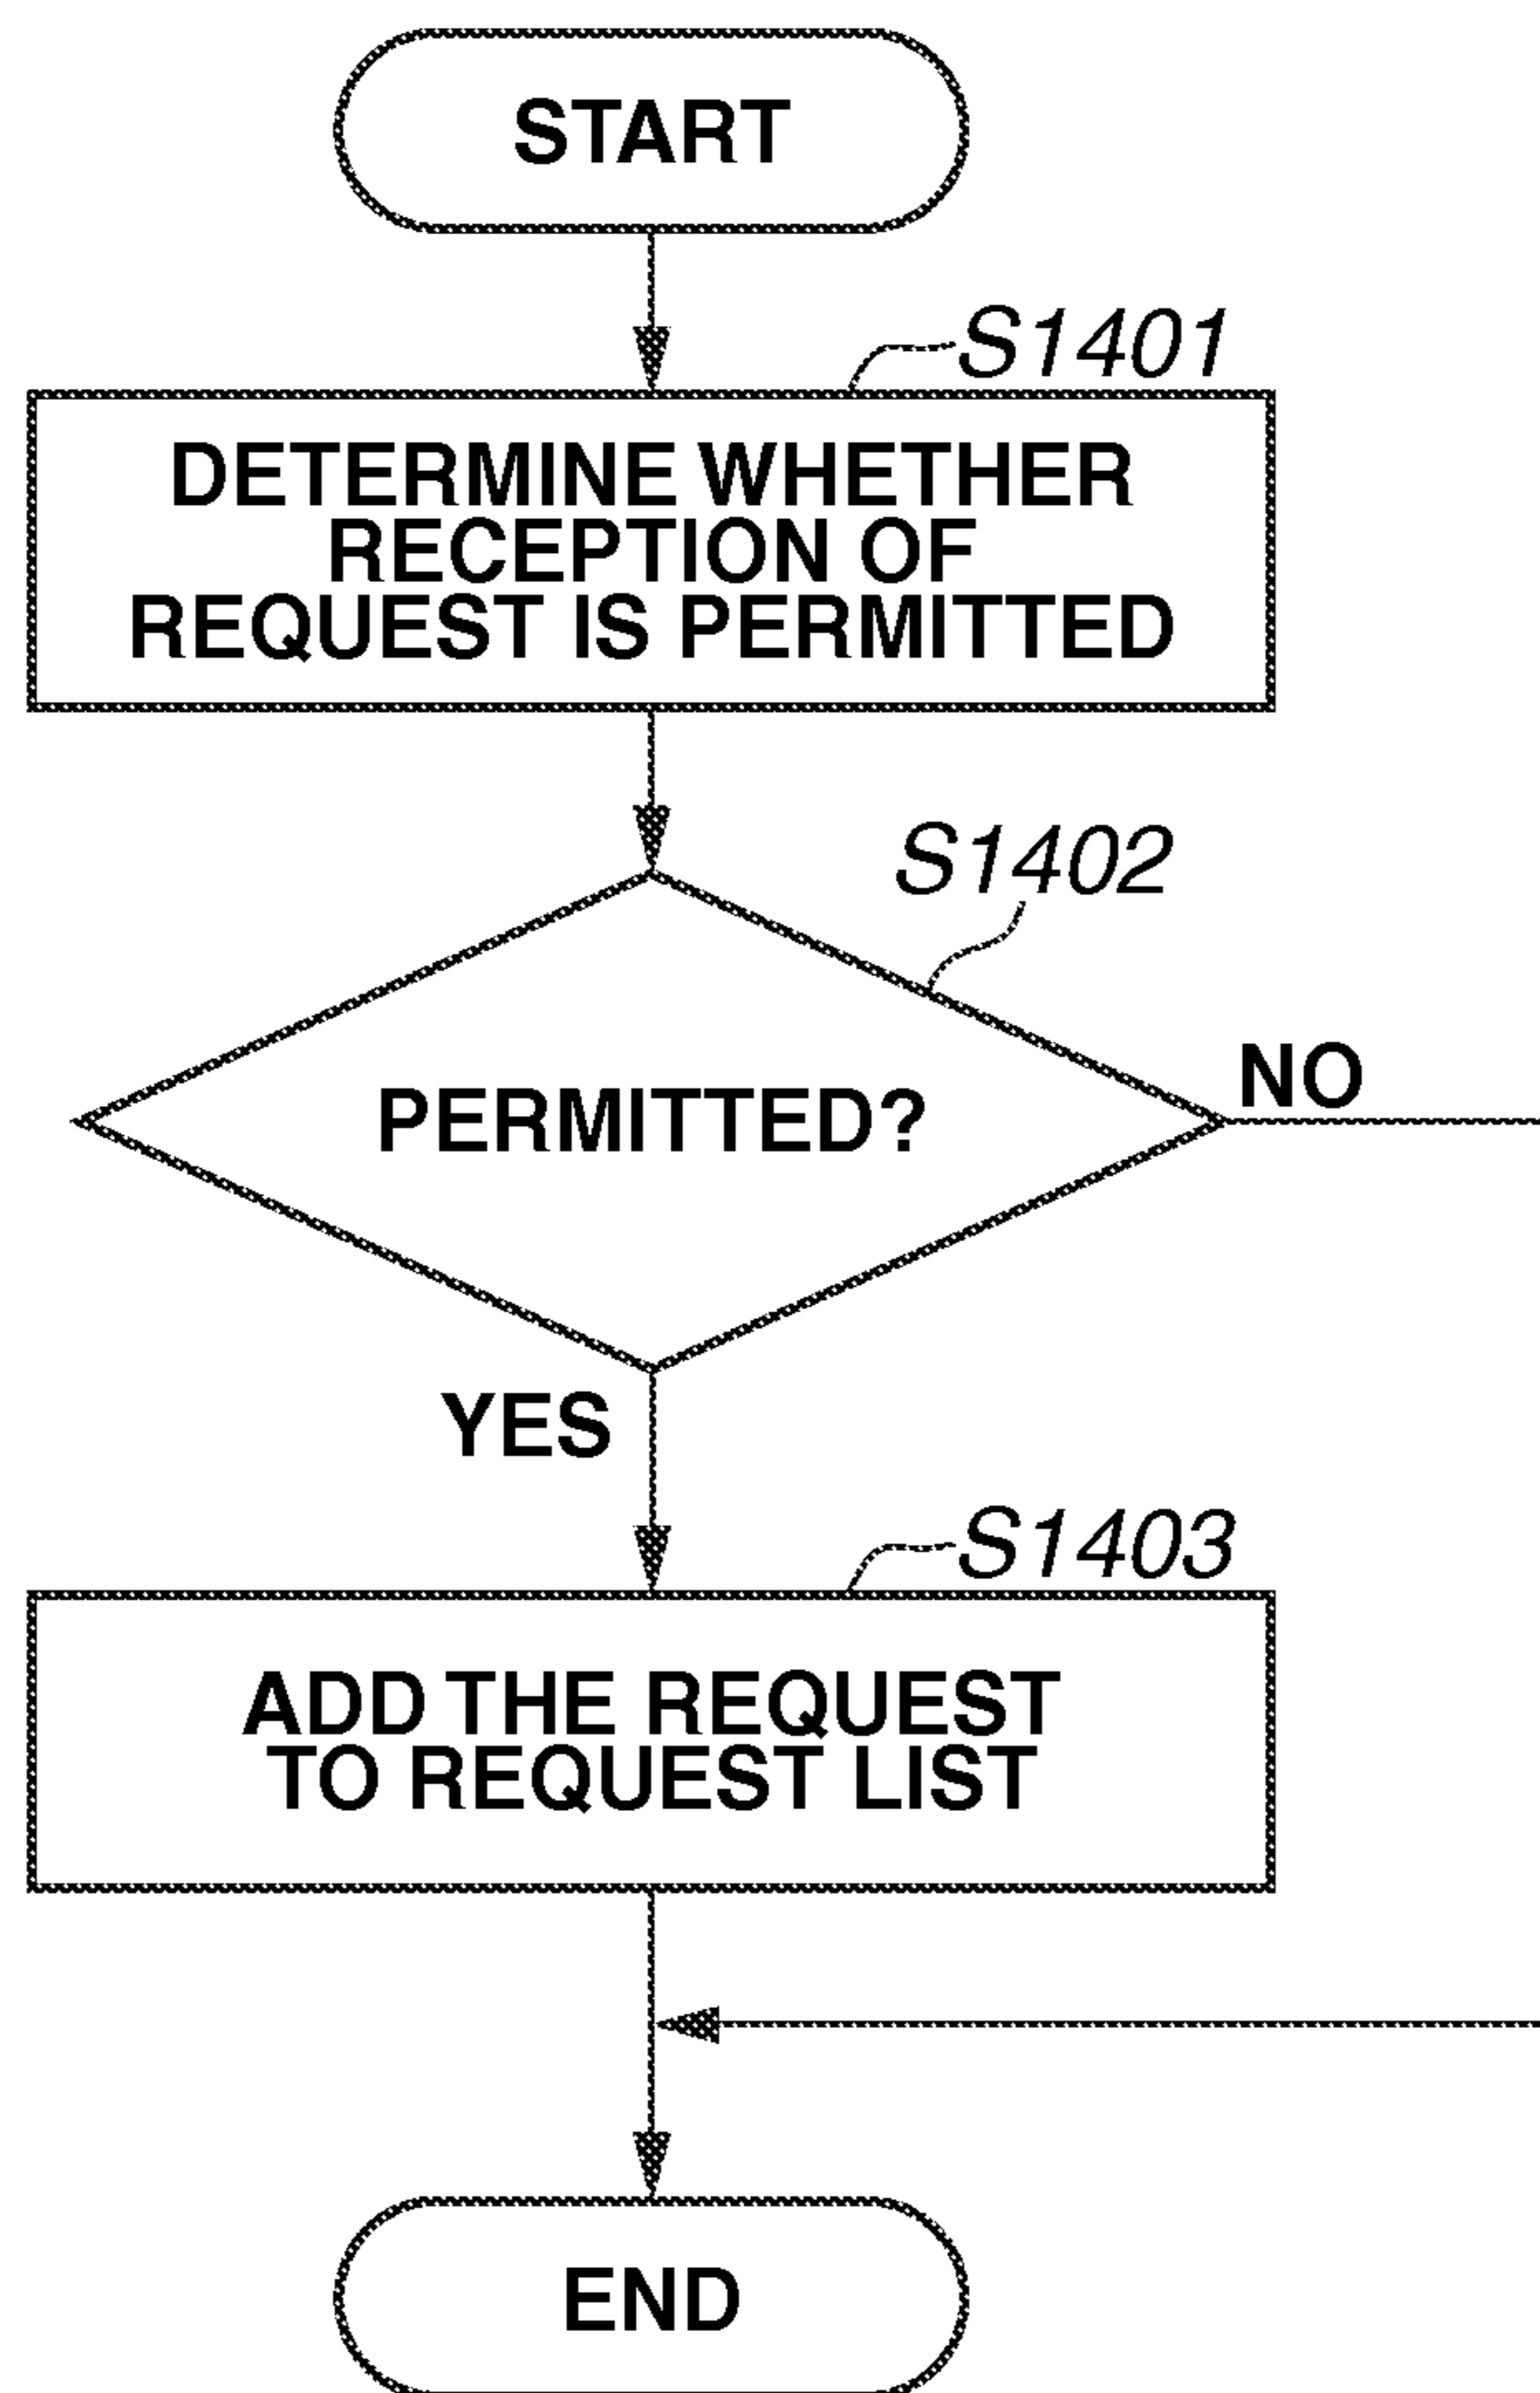 START
S1401
DETERMINE WHETHER
RECEPTION OF
REQUEST IS PERMITTED
S1402
PERMITTED?
NO
YES
S1403
ADD THE REQUEST
TO REQUEST LIST
END